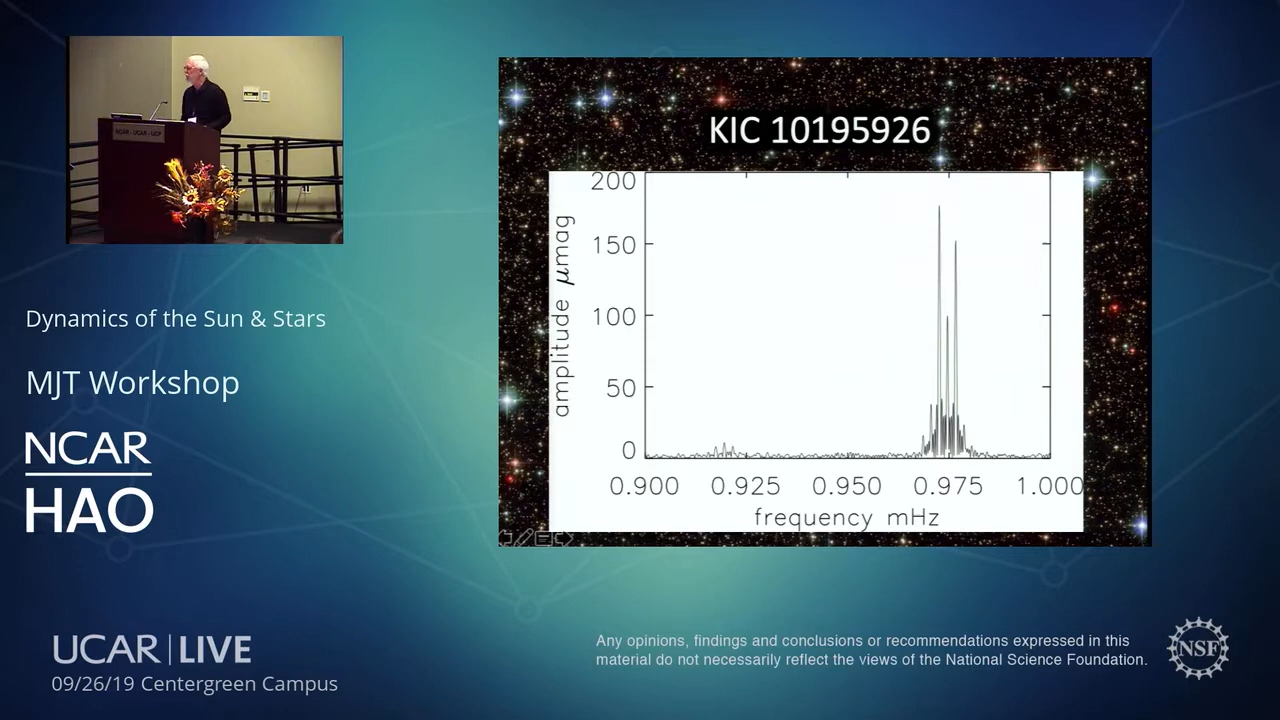 NCAR - UCAR - UCP
Dynamics of the Sun & Stars
MJT Workshop
NCAR
HAO
UCAR | LIVE
09/26/19 Centergreen Campus
KIC 10195926
200
150
100
50
0
amplitude μmag
0.900 0.925 0.950 0.975 1.000
frequency mHz
Any opinions, findings and conclusions or recommendations expressed in this
material do not necessarily reflect the views of the National Science Foundation.
NSF